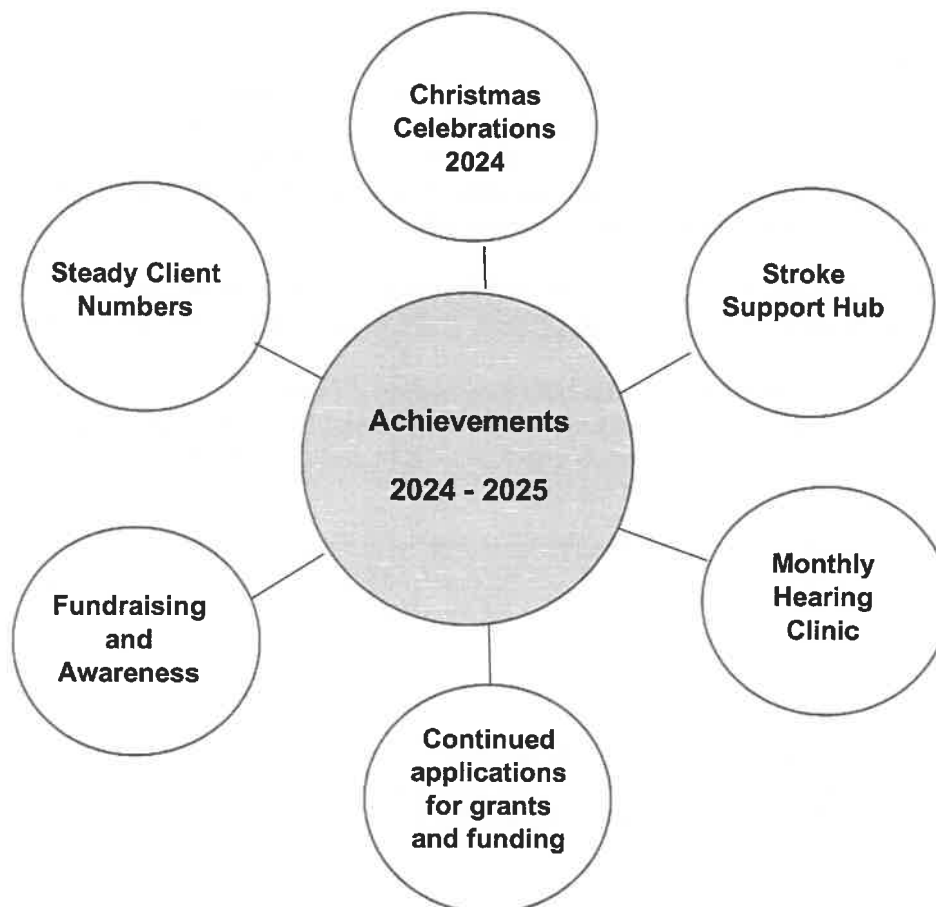 Christmas
Celebrations
2024
Stroke
Support Hub
Monthly
Hearing
Clinic
Continued
applications
for grants
and funding
Fundraising
and
Awareness
Steady Client
Numbers
Achievements
2024 - 2025